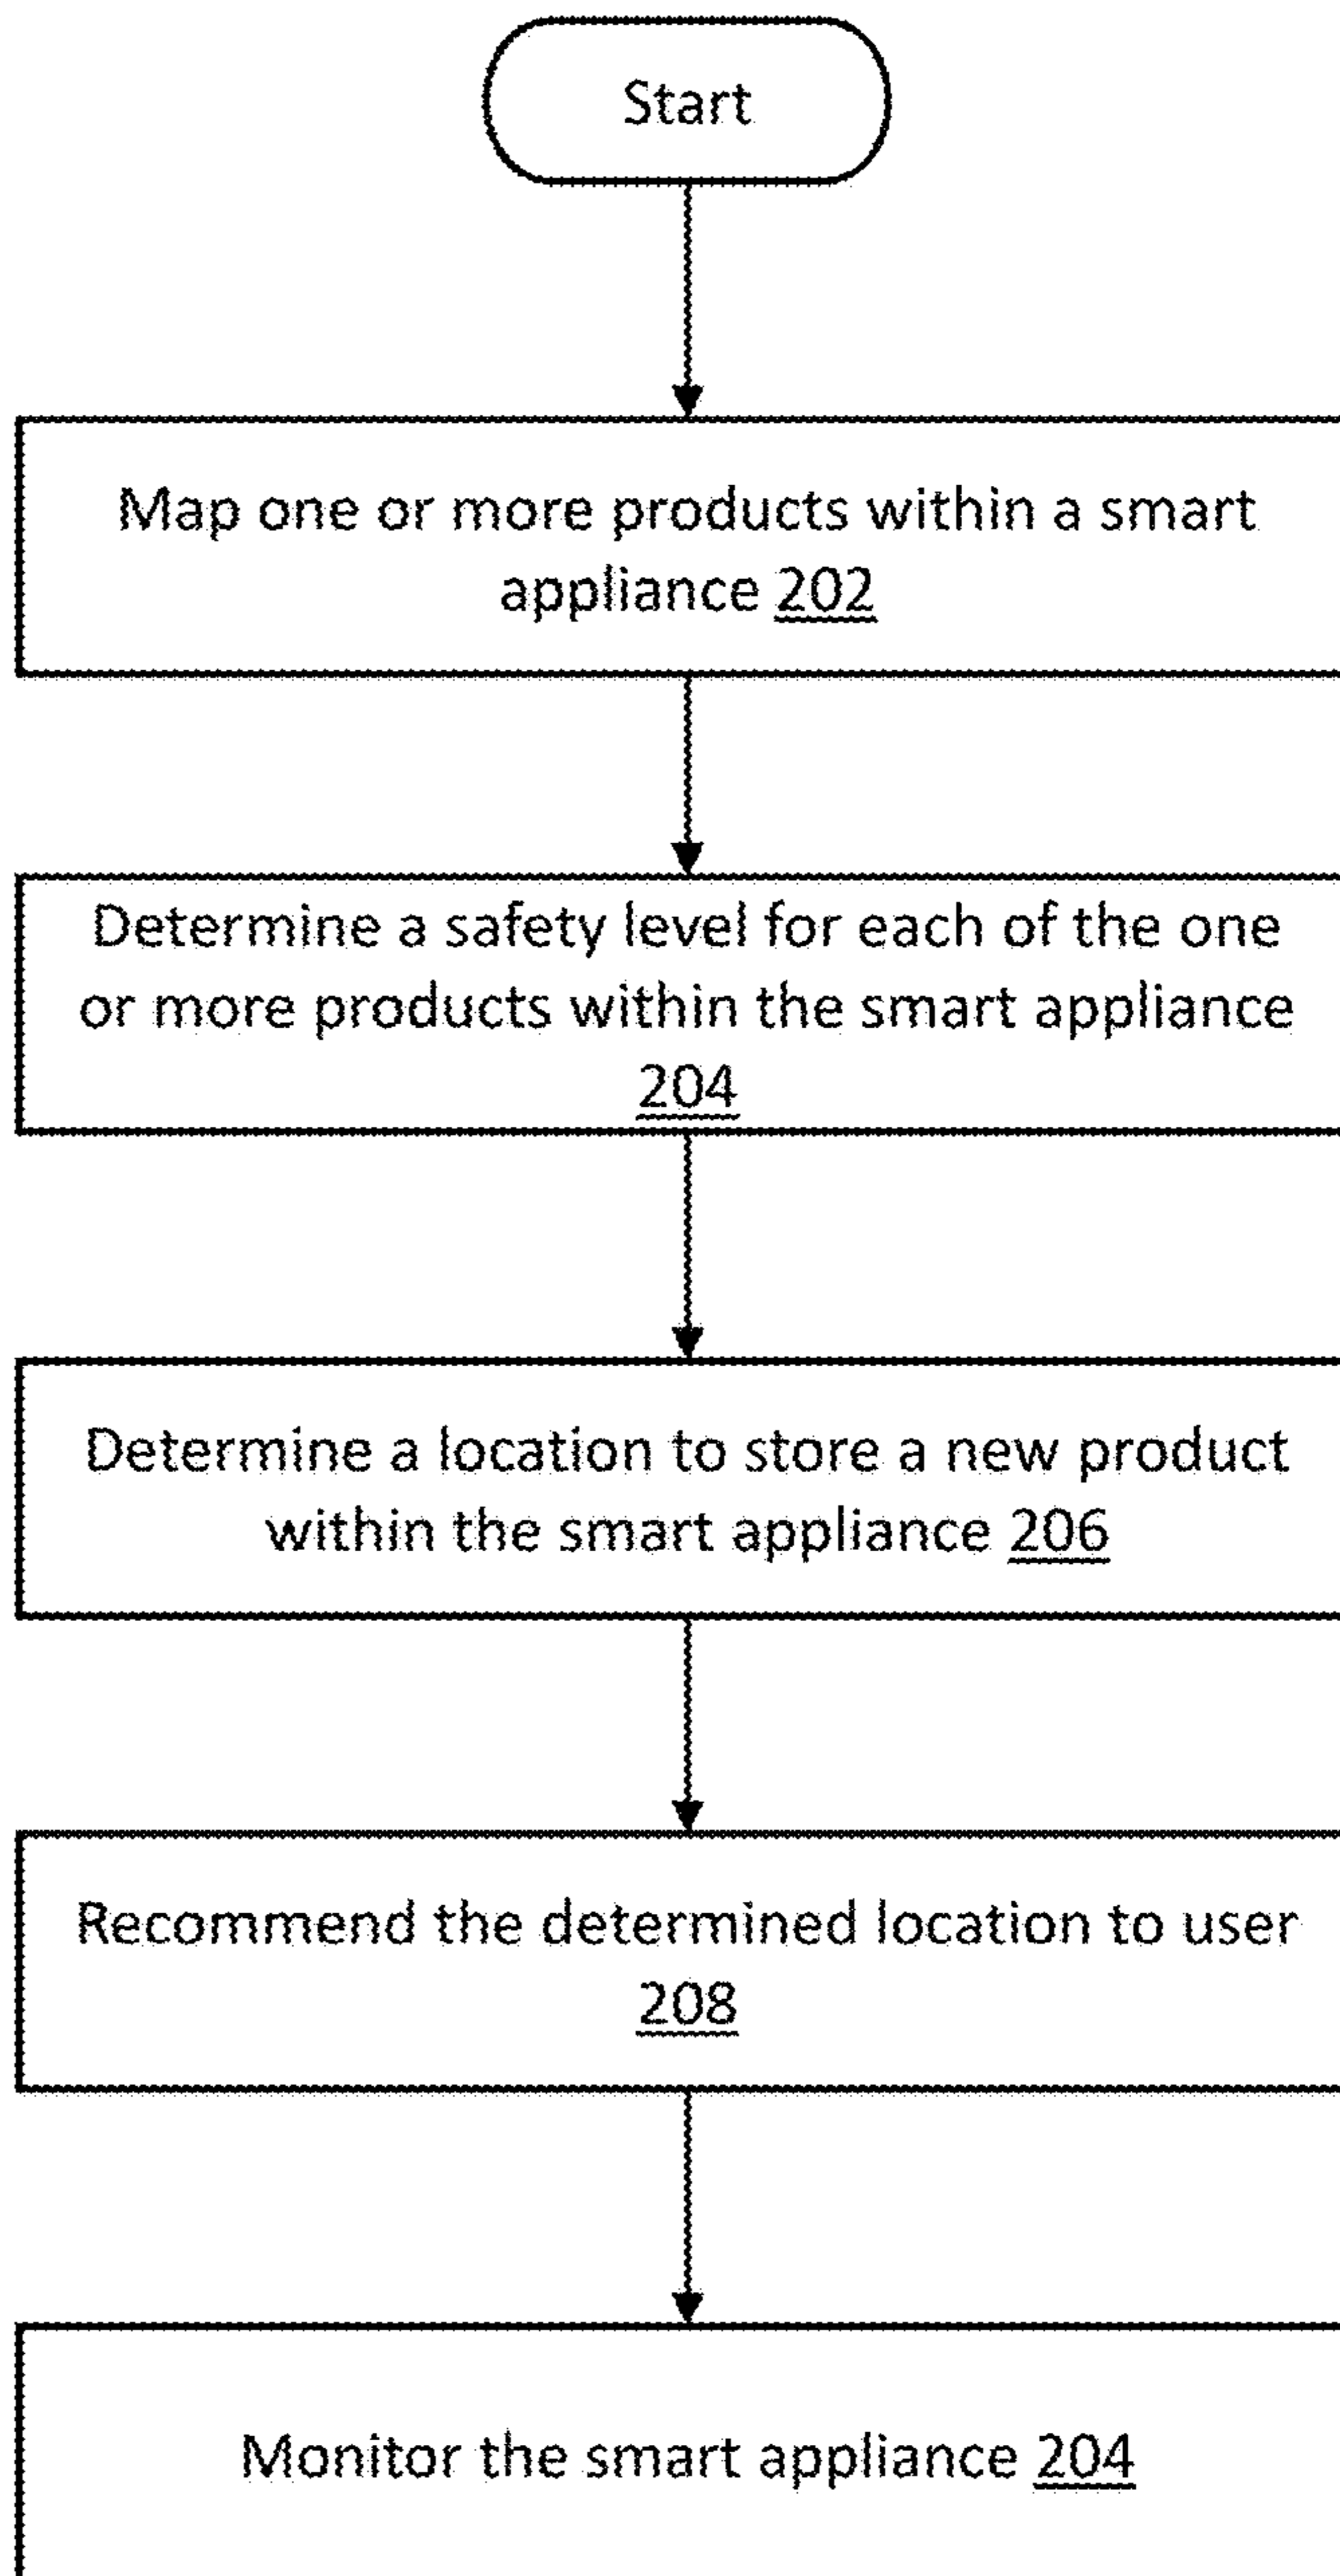 Start
Map one or more products within a smart
appliance 202
Determine a safety level for each of the one
or more products within the smart appliance
204
Determine a location to store a new product
within the smart appliance 206
Recommend the determined location to user
208
Monitor the smart appliance 204